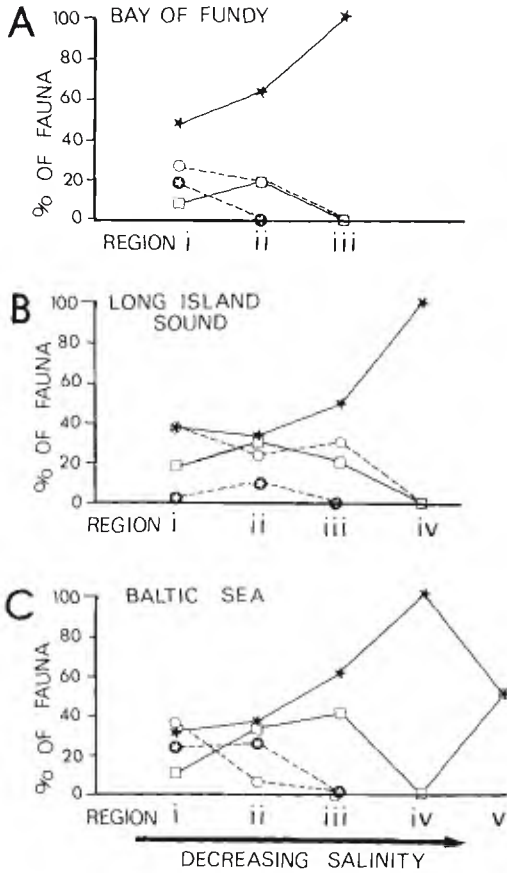 A
BAY OF FUNDY
% OF FAUNA
100
80
60
40
20
0
REGION i ii iii
B
LONG ISLAND
SOUND
% OF FAUNA
100
80
60
40
20
0
REGION i ii iii iv
C
BALTIC SEA
% OF FAUNA
100
80
60
40
20
0
REGION i ii iii iv v
DECREASING SALINITY